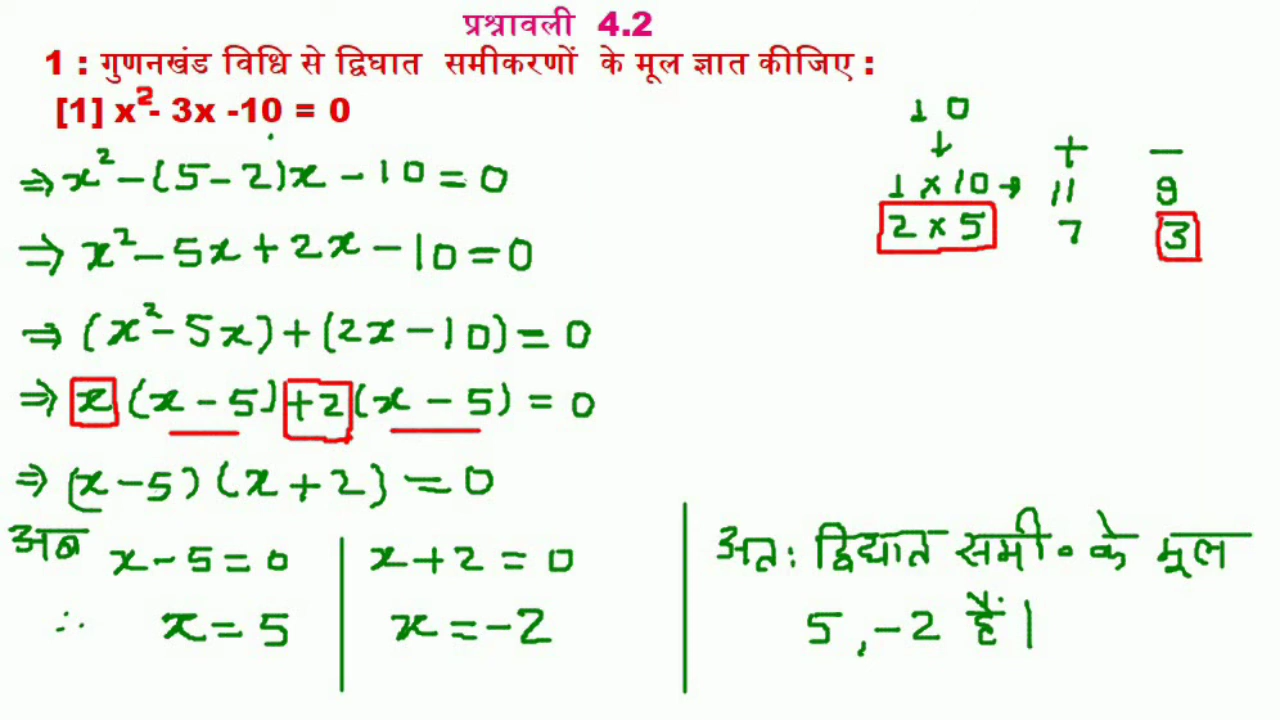 प्रश्नावली 4.2
1 : गुणनखंड विधि से द्विघात समीकरणों के मूल ज्ञात कीजिए :
[1] x² - 3x -10 = 0
⇒ x² - (5 - 2)x - 10 = 0
⇒ x² - 5x + 2x - 10 = 0
⇒ (x² - 5x) + (2x - 10) = 0
⇒ x (x - 5) + 2 (x - 5) = 0
⇒ (x - 5) (x + 2) = 0
अब x - 5 = 0
∴ x = 5
x + 2 = 0
x = -2
10
↓ + −
1 × 10 → 11 9
2 × 5 7 3
अतः द्विघात समी॰ के मूल
5, -2 हैं।